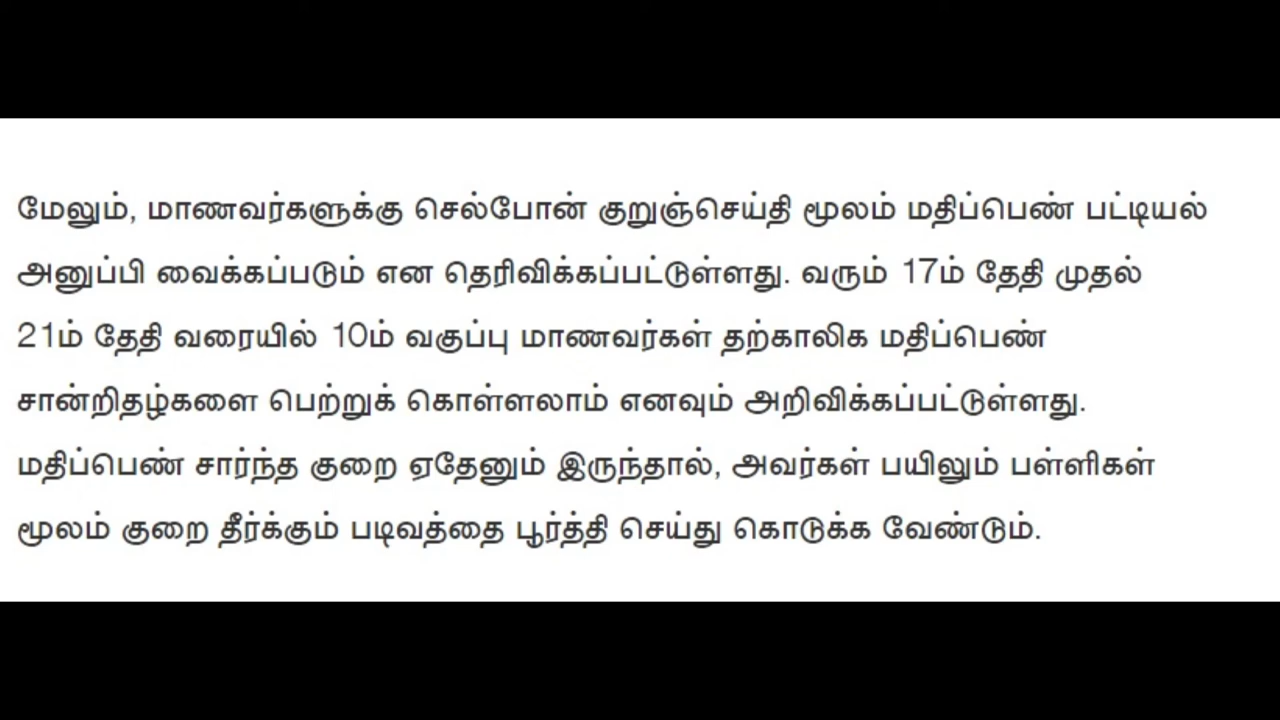 மேலும், மாணவர்களுக்கு செல்போன் குறுஞ்செய்தி மூலம் மதிப்பெண் பட்டியல்
அனுப்பி வைக்கப்படும் என தெரிவிக்கப்பட்டுள்ளது. வரும் 17ம் தேதி முதல்
21ம் தேதி வரையில் 10ம் வகுப்பு மாணவர்கள் தற்காலிக மதிப்பெண்
சான்றிதழ்களை பெற்றுக் கொள்ளலாம் எனவும் அறிவிக்கப்பட்டுள்ளது.
மதிப்பெண் சார்ந்த குறை ஏதேனும் இருந்தால், அவர்கள் பயிலும் பள்ளிகள்
மூலம் குறை தீர்க்கும் படிவத்தை பூர்த்தி செய்து கொடுக்க வேண்டும்.